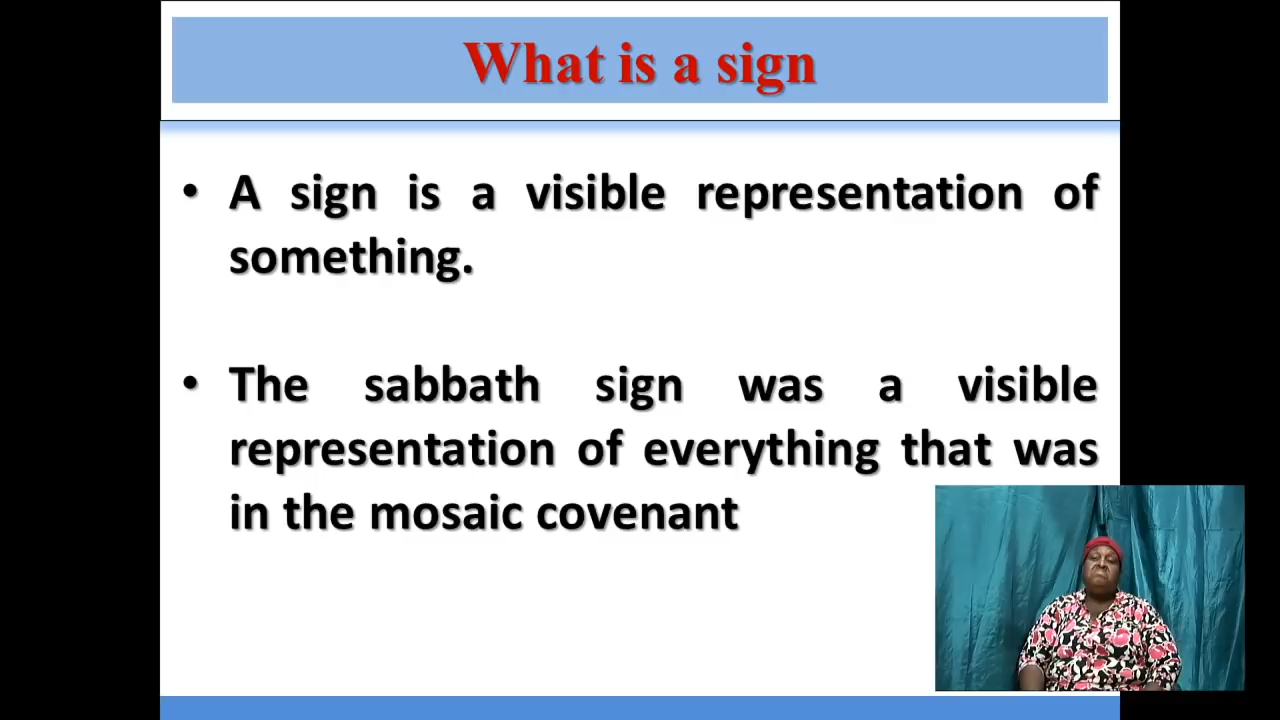 What is a sign
• A sign is a visible representation of
something.
• The sabbath sign was a visible
representation of everything that was
in the mosaic covenant